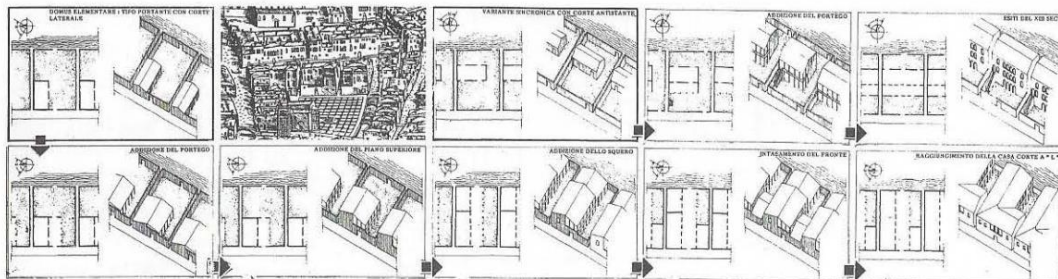 DOMUS ELEMENTARE : TIPO PORTANTE CON CORTE
LATERALE
VARIANTE SINCRONICA CON CORTE ANTISTANTE
ADDIZIONE DEL PORTEGO
ESITI DEL XIII SEC
ADDIZIONE DEL PORTEGO
ADDIZIONE DEL PIANO SUPERIORE
ADDIZIONE DELLO SQUERO
INTASAMENTO DEL FRONTE
RAGGIUNGIMENTO DELLA CASA CORTE A